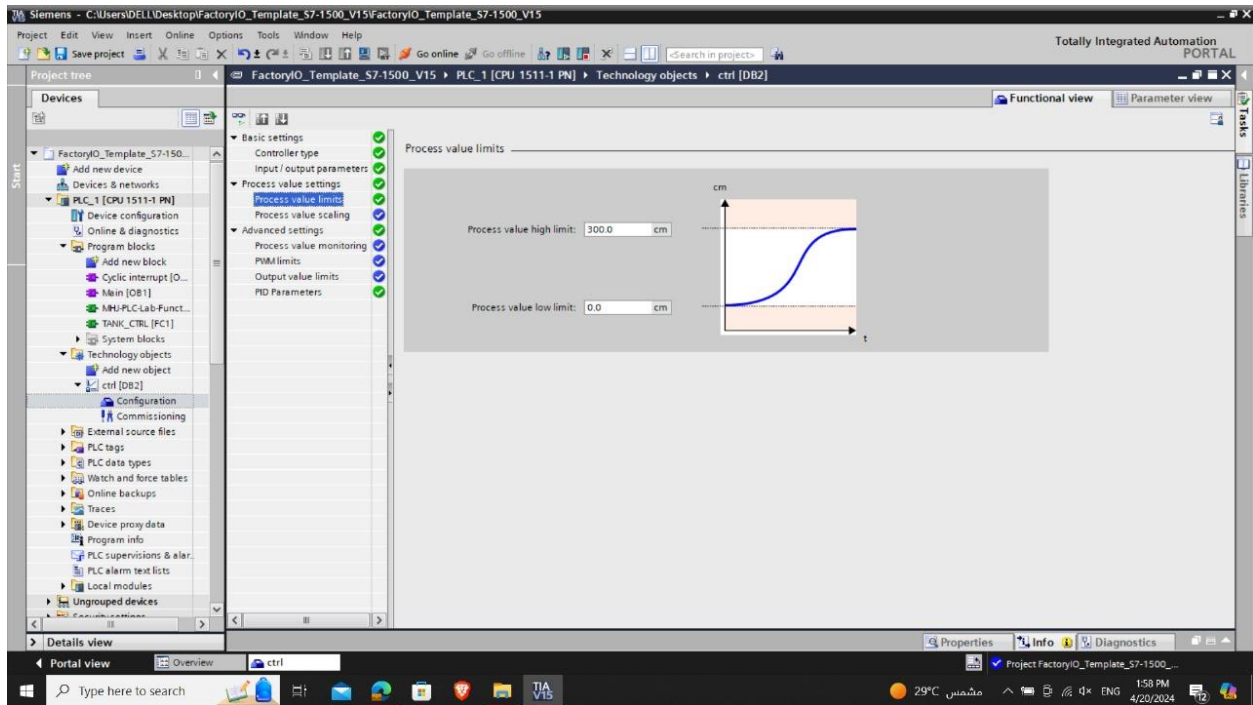 Siemens - C:\Users\DELL\Desktop\FactoryIO_Template_S7-1500_V15\FactoryIO_Template_S7-1500_V15
Project Edit View Insert Online Options Tools Window Help
Totally Integrated Automation
PORTAL
Save project
Go online
Go offline
<Search in project>
Project tree
FactoryIO_Template_S7-1500_V15 ▸ PLC_1 [CPU 1511-1 PN] ▸ Technology objects ▸ ctrl [DB2]
Devices
Functional view
Parameter view
Start
FactoryIO_Template_S7-150...
Add new device
Devices & networks
PLC_1 [CPU 1511-1 PN]
Device configuration
Online & diagnostics
Program blocks
Add new block
Cyclic interrupt [O...
Main [OB1]
MHJ-PLC-Lab-Funct...
TANK_CTRL [FC1]
System blocks
Technology objects
Add new object
ctrl [DB2]
Configuration
Commissioning
External source files
PLC tags
PLC data types
Watch and force tables
Online backups
Traces
Device proxy data
Program info
PLC supervisions & alar...
PLC alarm text lists
Local modules
Ungrouped devices
Security settings
Basic settings
Controller type
Input / output parameters
Process value settings
Process value limits
Process value scaling
Advanced settings
Process value monitoring
PWM limits
Output value limits
PID Parameters
Process value limits
cm
Process value high limit: 300.0 cm
Process value low limit: 0.0 cm
t
Tasks
Libraries
Details view
Properties
Info
Diagnostics
Portal view
Overview
ctrl
Project FactoryIO_Template_S7-1500_...
Type here to search
TIA
V15
29°C مشمس
ENG
1:58 PM
4/20/2024
12